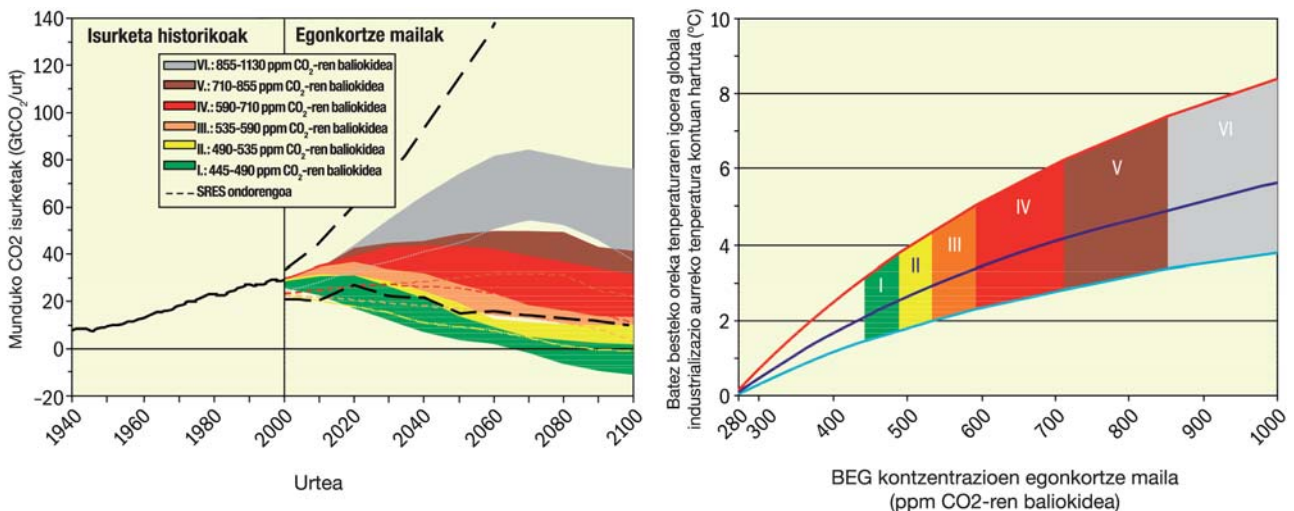 140
120
100
80
60
40
20
0
−20
Munduko CO2 isurketak (GtCO2/urt)
Isurketa historikoak
Egonkortze mailak
VI.: 855-1130 ppm CO2-ren baliokidea
V.: 710-855 ppm CO2-ren baliokidea
IV.: 590-710 ppm CO2-ren baliokidea
III.: 535-590 ppm CO2-ren baliokidea
II.: 490-535 ppm CO2-ren baliokidea
I.: 445-490 ppm CO2-ren baliokidea
SRES ondorengoa
1940
1960
1980
2000
2020
2040
2060
2080
2100
Urtea
Batez besteko oreka tenperaturaren igoera globala
industrializazio aurreko tenperatura kontuan hartuta (°C)
10
8
6
4
2
0
I
II
III
IV
V
VI
280
300
400
500
600
700
800
900
1000
BEG kontzentrazioen egonkortze maila
(ppm CO2-ren baliokidea)